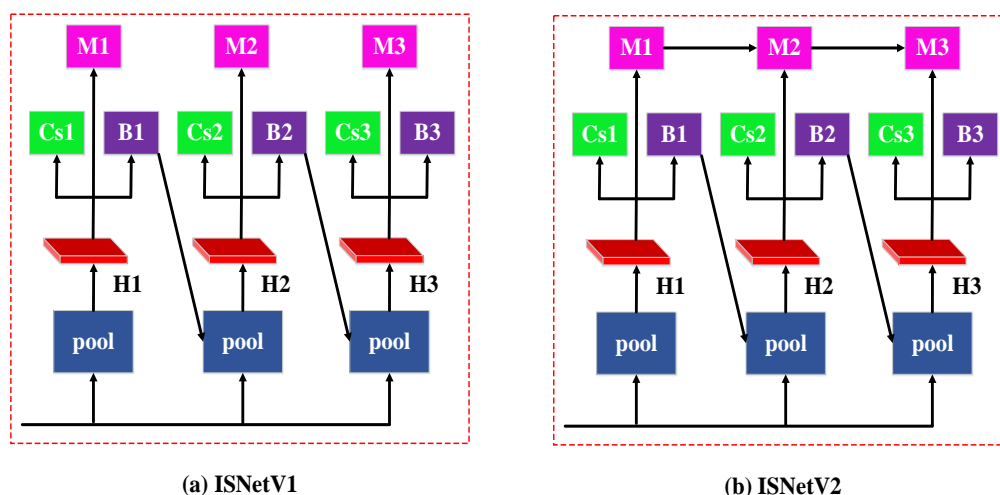 M1 M2 M3
Cs1 B1 Cs2 B2 Cs3 B3
H1 H2 H3
pool pool pool
(a) ISNetV1
M1 M2 M3
Cs1 B1 Cs2 B2 Cs3 B3
H1 H2 H3
pool pool pool
(b) ISNetV2